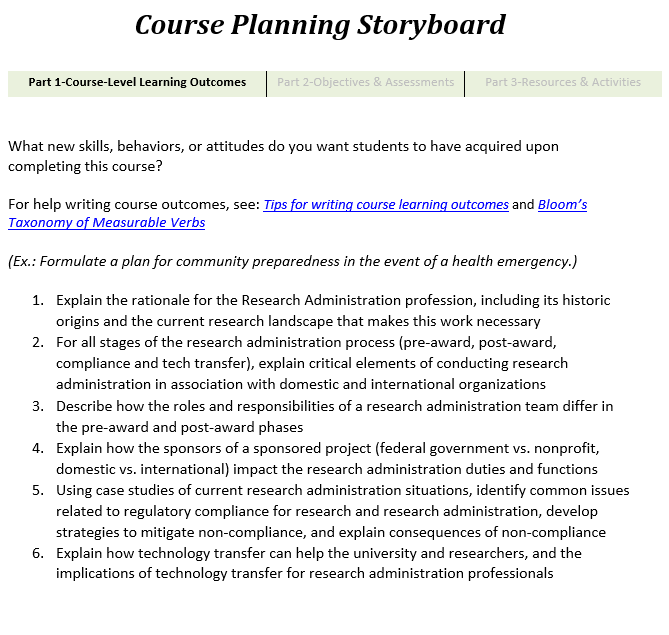 Course Planning Storyboard
Part 1-Course-Level Learning Outcomes Part 2-Objectives & Assessments Part 3-Resources & Activities
What new skills, behaviors, or attitudes do you want students to have acquired upon
completing this course?
For help writing course outcomes, see: Tips for writing course learning outcomes and Bloom's
Taxonomy of Measurable Verbs
(Ex.: Formulate a plan for community preparedness in the event of a health emergency.)
1. Explain the rationale for the Research Administration profession, including its historic
origins and the current research landscape that makes this work necessary
2. For all stages of the research administration process (pre-award, post-award,
compliance and tech transfer), explain critical elements of conducting research
administration in association with domestic and international organizations
3. Describe how the roles and responsibilities of a research administration team differ in
the pre-award and post-award phases
4. Explain how the sponsors of a sponsored project (federal government vs. nonprofit,
domestic vs. international) impact the research administration duties and functions
5. Using case studies of current research administration situations, identify common issues
related to regulatory compliance for research and research administration, develop
strategies to mitigate non-compliance, and explain consequences of non-compliance
6. Explain how technology transfer can help the university and researchers, and the
implications of technology transfer for research administration professionals